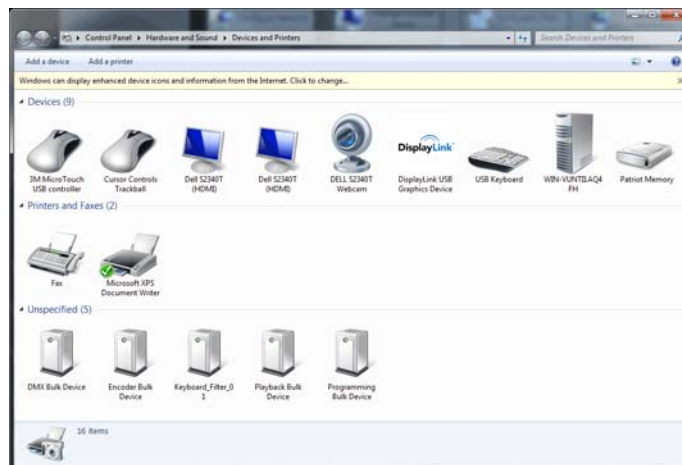 Control Panel ▸ Hardware and Sound ▸ Devices and Printers
Search Devices and Printers
Add a device Add a printer
Windows can display enhanced device icons and information from the Internet. Click to change...
Devices (9)
DisplayLink
3M MicroTouch USB controller
Cursor Controls Trackball
Dell S2340T (HDMI)
Dell S2340T (HDMI)
DELL S2340T Webcam
DisplayLink USB Graphics Device
USB Keyboard
WIN-VUNTILAQ4FH
Patriot Memory
Printers and Faxes (2)
Fax
Microsoft XPS Document Writer
Unspecified (5)
DMX Bulk Device
Encoder Bulk Device
Keyboard_Filter_01
Playback Bulk Device
Programming Bulk Device
16 items